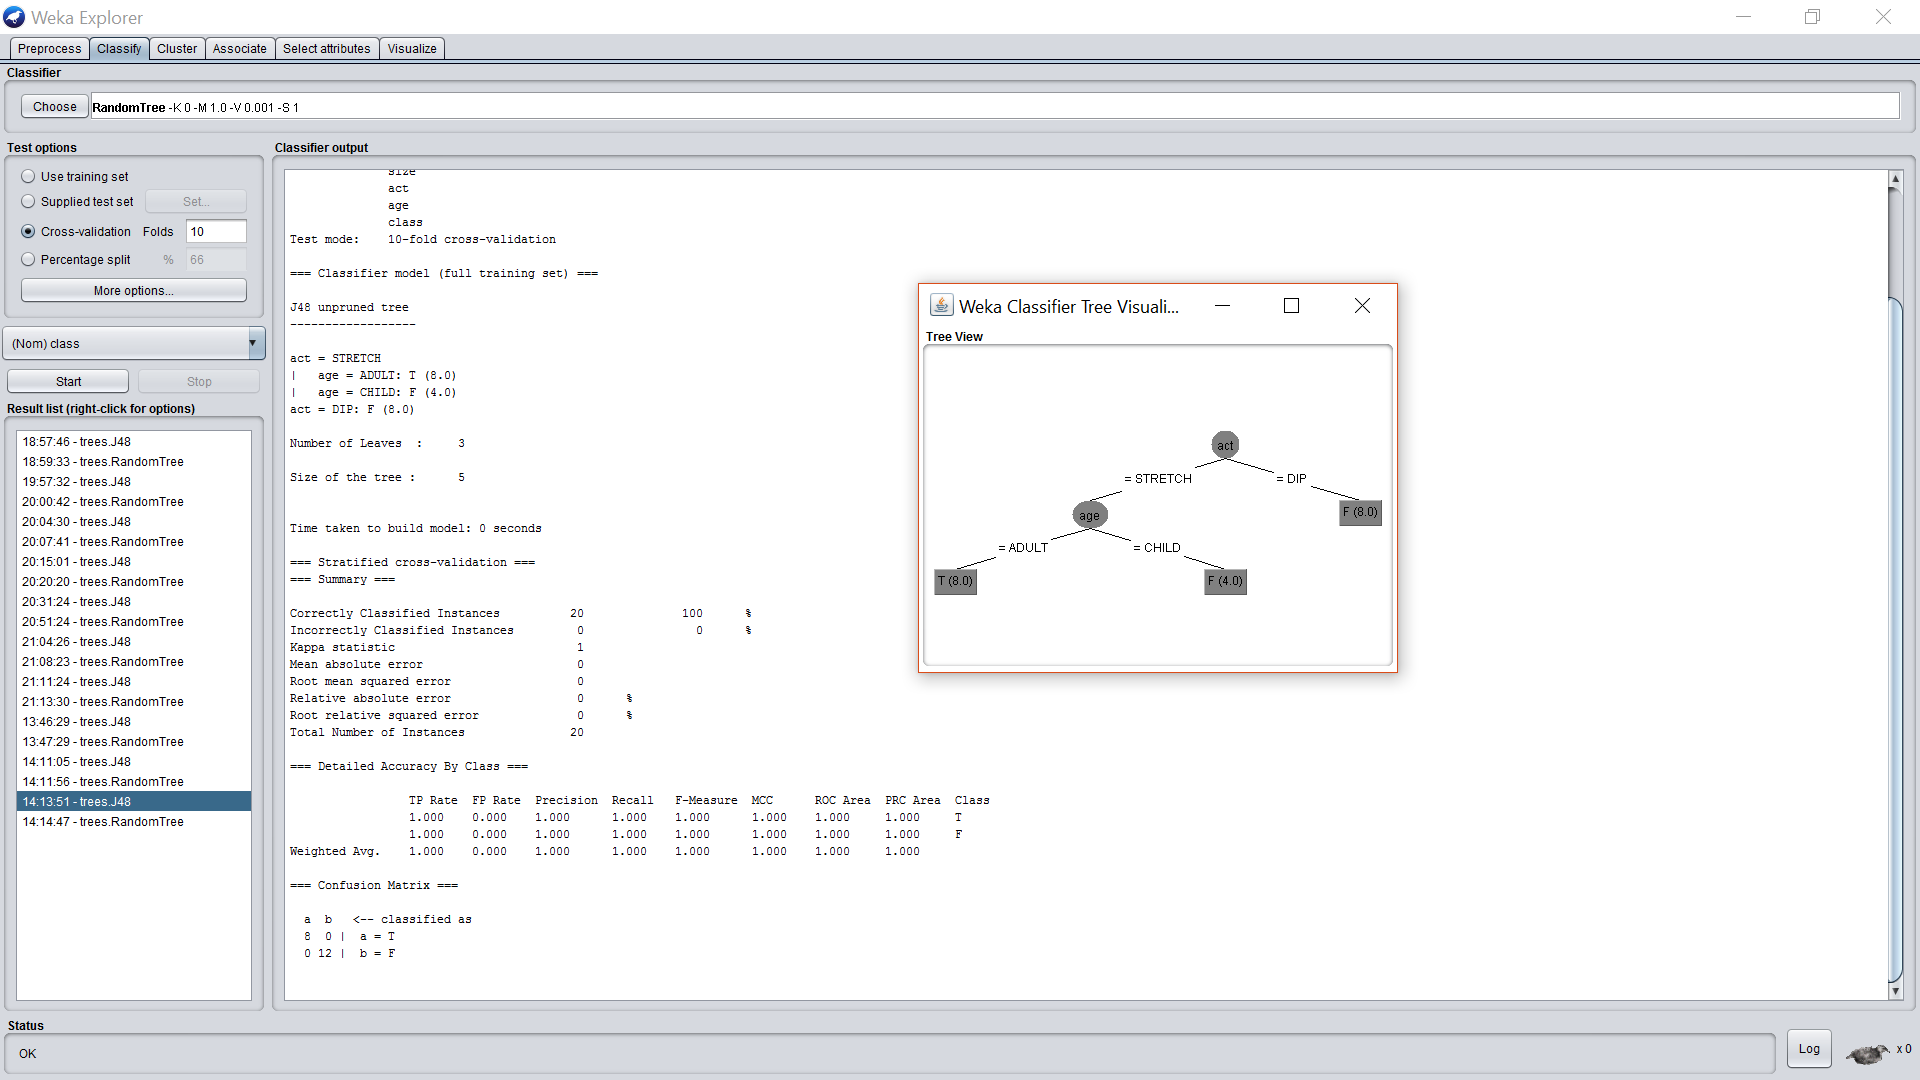 Weka Explorer
Preprocess Classify Cluster Associate Select attributes Visualize
Classifier
Choose RandomTree -K 0 -M 1.0 -V 0.001 -S 1
Test options
Use training set
Supplied test set Set...
Cross-validation Folds 10
Percentage split % 66
More options...
(Nom) class
Start Stop
Result list (right-click for options)
18:57:46 - trees.J48
18:59:33 - trees.RandomTree
19:57:32 - trees.J48
20:00:42 - trees.RandomTree
20:04:30 - trees.J48
20:07:41 - trees.RandomTree
20:15:01 - trees.J48
20:20:20 - trees.RandomTree
20:31:24 - trees.J48
20:51:24 - trees.RandomTree
21:04:26 - trees.J48
21:08:23 - trees.RandomTree
21:11:24 - trees.J48
21:13:30 - trees.RandomTree
13:46:29 - trees.J48
13:47:29 - trees.RandomTree
14:11:05 - trees.J48
14:11:56 - trees.RandomTree
14:13:51 - trees.J48
14:14:47 - trees.RandomTree
Classifier output
size
act
age
class
Test mode: 10-fold cross-validation
=== Classifier model (full training set) ===
J48 unpruned tree
------------------
act = STRETCH
| age = ADULT: T (8.0)
| age = CHILD: F (4.0)
act = DIP: F (8.0)
Number of Leaves : 3
Size of the tree : 5
Time taken to build model: 0 seconds
=== Stratified cross-validation ===
=== Summary ===
Correctly Classified Instances 20 100 %
Incorrectly Classified Instances 0 0 %
Kappa statistic 1
Mean absolute error 0
Root mean squared error 0
Relative absolute error 0 %
Root relative squared error 0 %
Total Number of Instances 20
=== Detailed Accuracy By Class ===
TP Rate FP Rate Precision Recall F-Measure MCC ROC Area PRC Area Class
1.000 0.000 1.000 1.000 1.000 1.000 1.000 1.000 T
1.000 0.000 1.000 1.000 1.000 1.000 1.000 1.000 F
Weighted Avg. 1.000 0.000 1.000 1.000 1.000 1.000 1.000 1.000
=== Confusion Matrix ===
a b <-- classified as
8 0 | a = T
0 12 | b = F
Weka Classifier Tree Visuali...
Tree View
act
= STRETCH = DIP
age F (8.0)
= ADULT = CHILD
T (8.0) F (4.0)
Status
OK
Log x 0